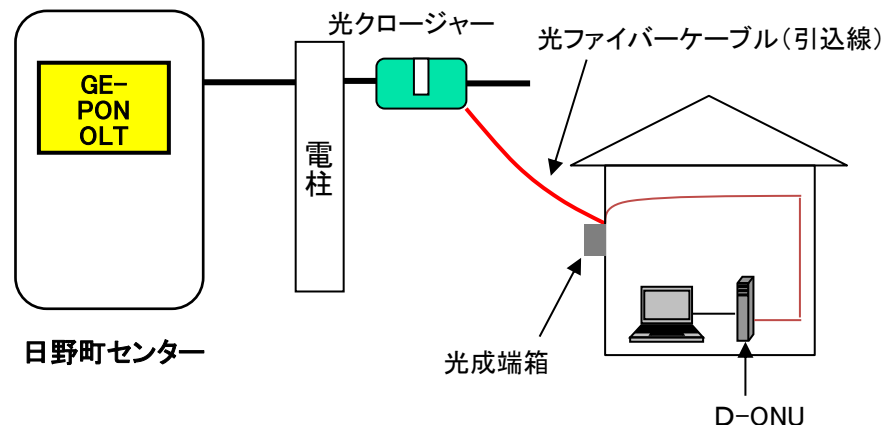 光クロージャー
光ファイバーケーブル(引込線)
GE-
PON
OLT
電柱
日野町センター
光成端箱
D-ONU